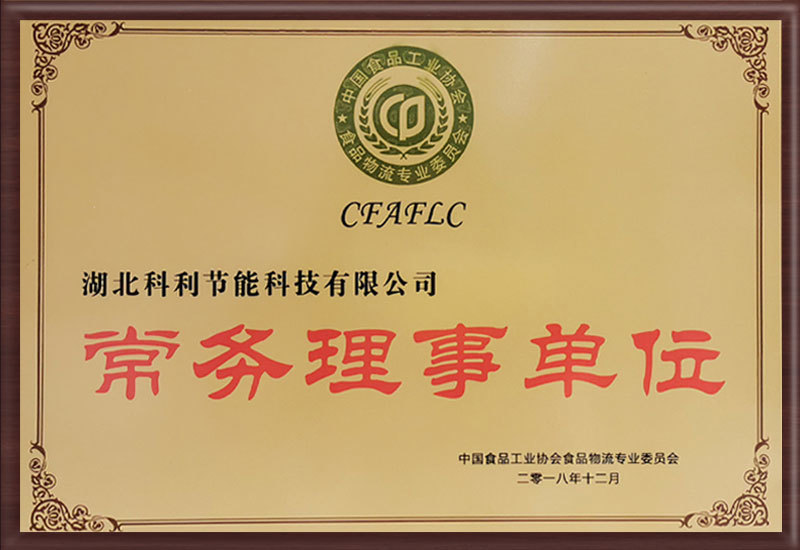 中国食品工业协会
CP
食品物流专业委员会
CFAFLC
湖北科利节能科技有限公司
常务理事单位
中国食品工业协会食品物流专业委员会
二零一八年十二月